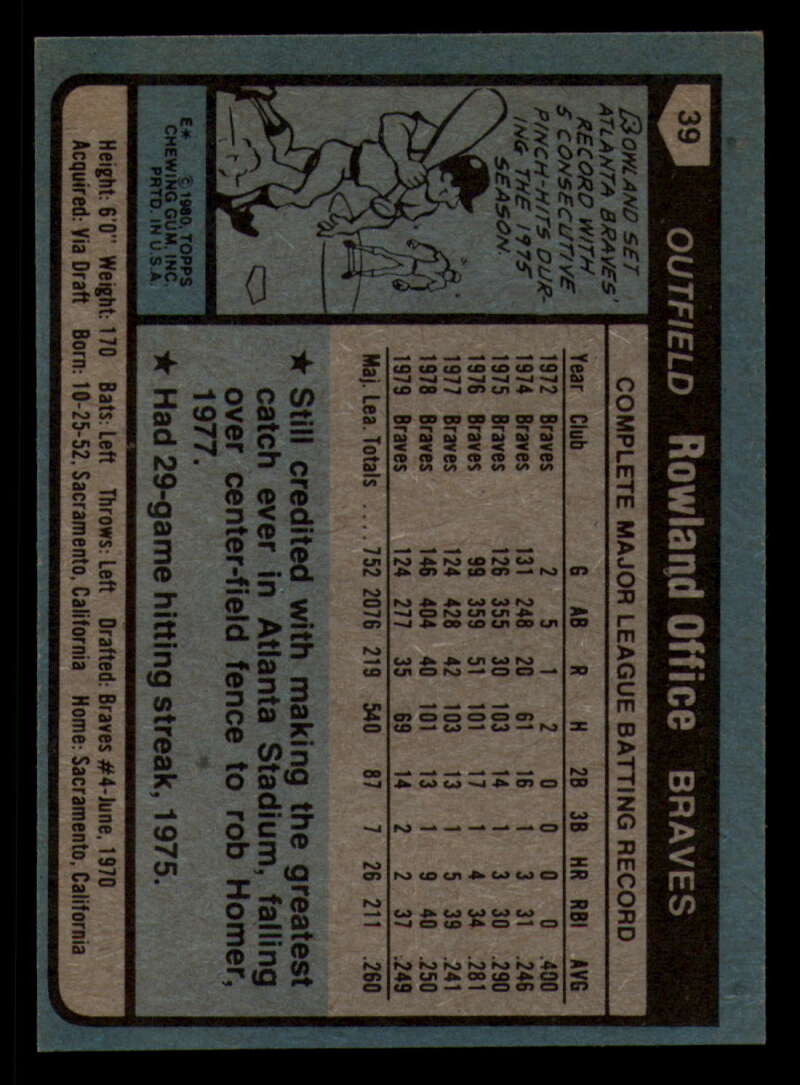 39 OUTFIELD Rowland Office BRAVES
COMPLETE MAJOR LEAGUE BATTING RECORD
Year Club G AB R H 2B 3B HR RBI AVG
1972 Braves 2 5 1 2 0 0 0 0 .400
1974 Braves 131 248 20 61 16 1 3 31 .246
1975 Braves 126 355 30 103 14 1 3 30 .290
1976 Braves 99 359 51 101 17 1 4 34 .281
1977 Braves 124 428 42 103 13 1 5 39 .241
1978 Braves 146 404 40 101 13 1 9 40 .250
1979 Braves 124 277 35 69 14 2 2 37 .249
Maj. Lea. Totals .... 752 2076 219 540 87 7 26 211 .260
ROWLAND SET
ATLANTA BRAVES'
RECORD WITH
5 CONSECUTIVE
PINCH-HITS DUR-
ING THE 1975
SEASON.
E* © 1980, TOPPS
CHEWING GUM, INC.
PRTD. IN U.S.A.
★ Still credited with making the greatest
catch ever in Atlanta Stadium, falling
over center-field fence to rob Homer,
1977.
★ Had 29-game hitting streak, 1975.
Height: 6'0" Weight: 170 Bats: Left Throws: Left Drafted: Braves #4-June, 1970
Acquired: Via Draft Born: 10-25-52, Sacramento, California Home: Sacramento, California